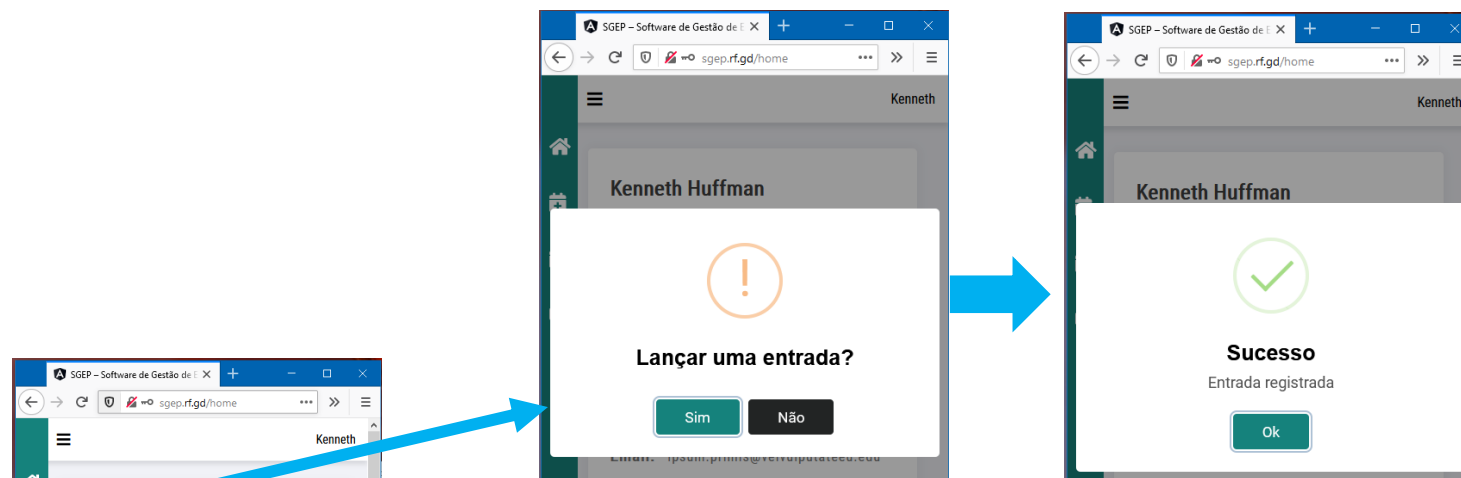 SGEP – Software de Gestão de E
sgep.rf.gd/home
Kenneth
Kenneth Huffman
Lançar uma entrada?
Sim
Não
SGEP – Software de Gestão de E
sgep.rf.gd/home
Kenneth
Kenneth Huffman
Sucesso
Entrada registrada
Ok
SGEP – Software de Gestão de E
sgep.rf.gd/home
Kenneth